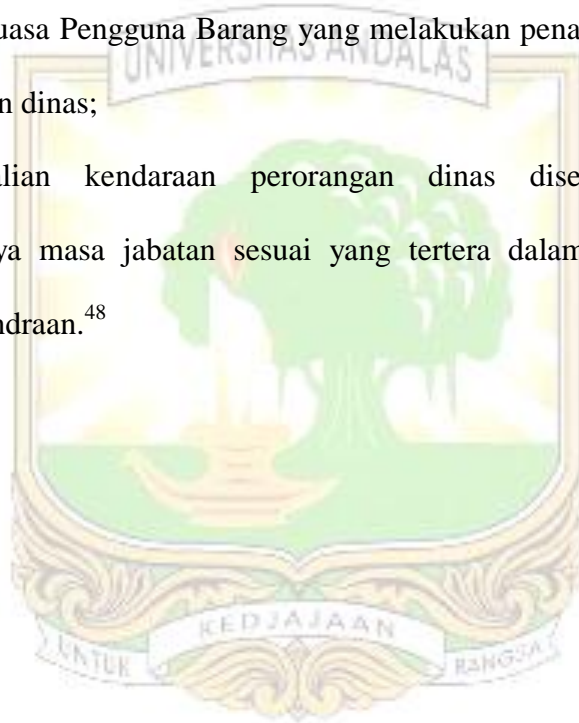 uasa Pengguna Barang yang melakukan pena
UNIVERSITAS ANDALAS
n dinas;
alian kendaraan perorangan dinas dise
ya masa jabatan sesuai yang tertera dalam
ndraan.48
KEDJAJAAN
UNTUK BANGSA